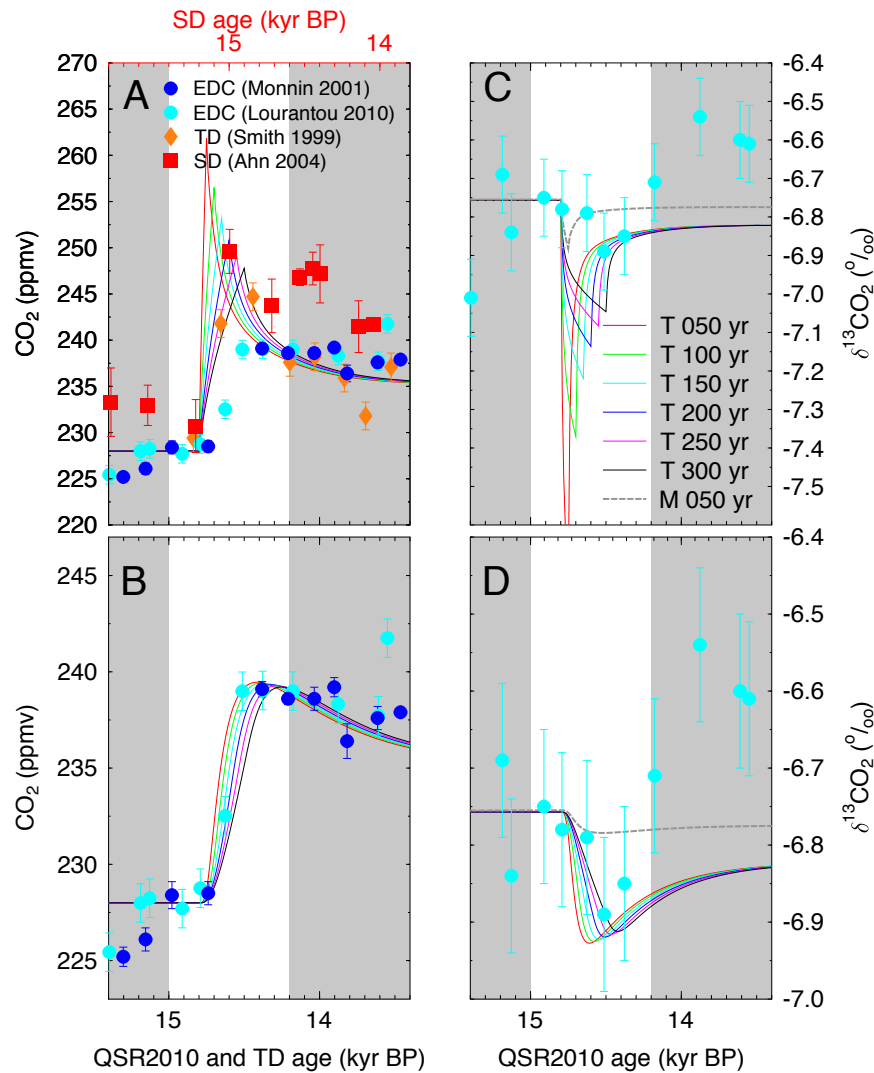 SD age (kyr BP)
15
14
270
265
260
255
250
245
240
235
230
225
220
CO2 (ppmv)
A
EDC (Monnin 2001)
EDC (Lourantou 2010)
TD (Smith 1999)
SD (Ahn 2004)
C
T 050 yr
T 100 yr
T 150 yr
T 200 yr
T 250 yr
T 300 yr
M 050 yr
-6.4
-6.5
-6.6
-6.7
-6.8
-6.9
-7.0
-7.1
-7.2
-7.3
-7.4
-7.5
δ13CO2 (o/oo)
B
245
240
235
230
225
CO2 (ppmv)
15
14
QSR2010 and TD age (kyr BP)
D
-6.4
-6.5
-6.6
-6.7
-6.8
-6.9
-7.0
δ13CO2 (o/oo)
15
14
QSR2010 age (kyr BP)